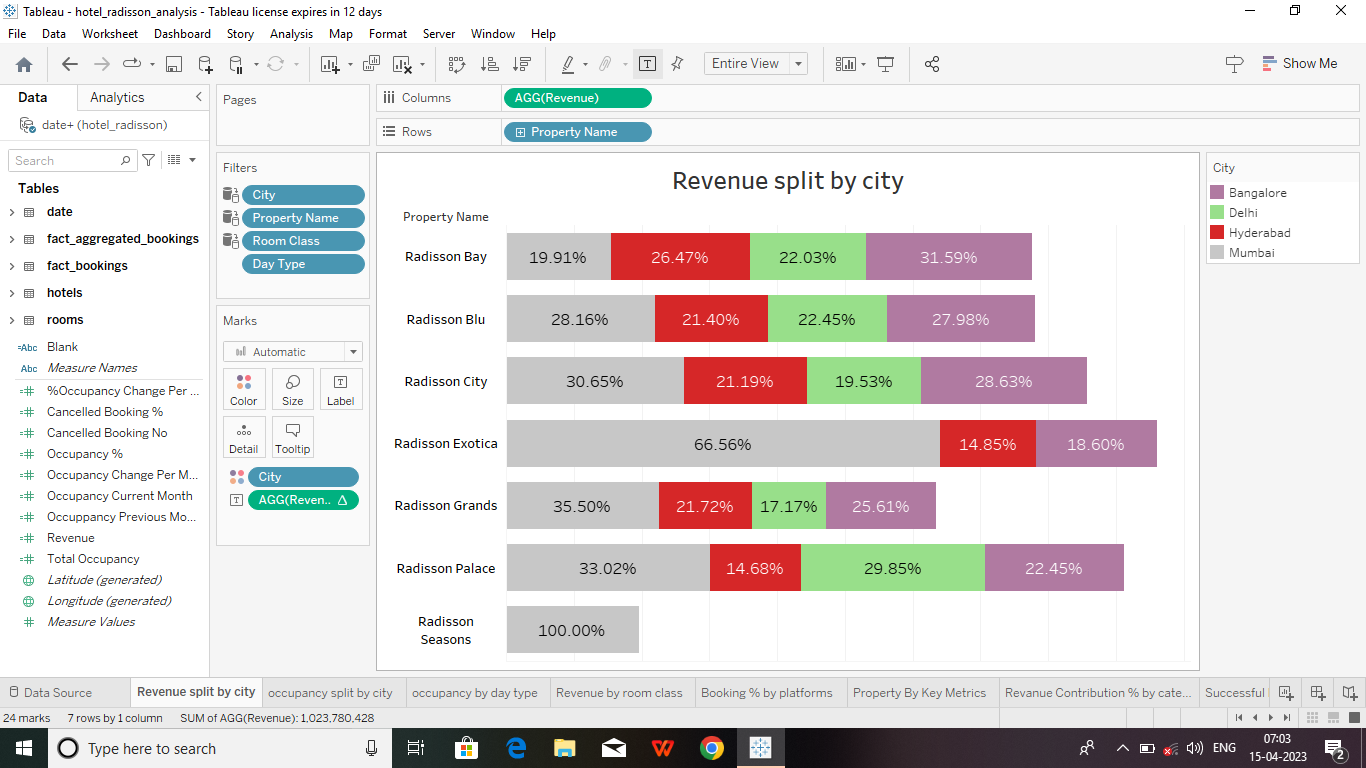 Tableau - hotel_radisson_analysis - Tableau license expires in 12 days
File Data Worksheet Dashboard Story Analysis Map Format Server Window Help
Entire View
Show Me
Data Analytics
date+ (hotel_radisson)
Search
Tables
date
fact_aggregated_bookings
fact_bookings
hotels
rooms
Abc Blank
Abc Measure Names
%Occupancy Change Per ...
Cancelled Booking %
Cancelled Booking No
Occupancy %
Occupancy Change Per M...
Occupancy Current Month
Occuppancy Previous Mo...
Revenue
Total Occupancy
Latitude (generated)
Longitude (generated)
Measure Values
Pages
Filters
City
Property Name
Room Class
Day Type
Marks
Automatic
Color Size Label
Detail Tooltip
City
AGG(Reven..
Columns AGG(Revenue)
Rows Property Name
Revenue split by city
Property Name
Radisson Bay 19.91% 26.47% 22.03% 31.59%
Radisson Blu 28.16% 21.40% 22.45% 27.98%
Radisson City 30.65% 21.19% 19.53% 28.63%
Radisson Exotica 66.56% 14.85% 18.60%
Radisson Grands 35.50% 21.72% 17.17% 25.61%
Radisson Palace 33.02% 14.68% 29.85% 22.45%
Radisson
Seasons
100.00%
City
Bangalore
Delhi
Hyderabad
Mumbai
Data Source Revenue split by city occupancy split by city occupancy by day type Revenue by room class Booking % by platforms Property By Key Metrics Revanue Contribution % by cate... Successful
24 marks 7 rows by 1 column SUM of AGG(Revenue): 1,023,780,428
Type here to search
ENG
07:03
15-04-2023
2